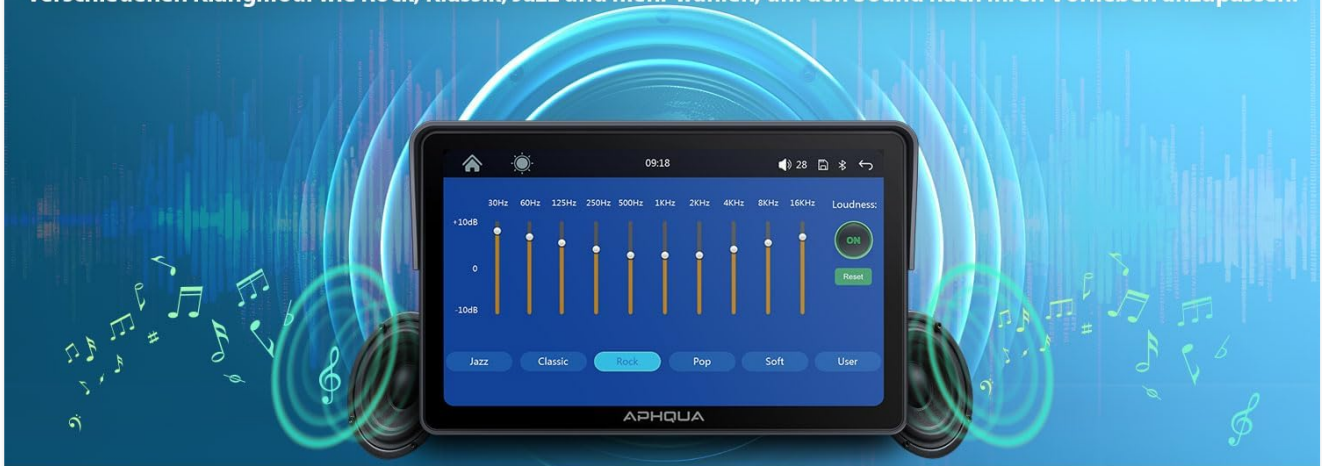 verschiedenen Klangmodi wie Rock, Klassik, Jazz und mehr wählen, um den Sound nach Ihren Vorlieben anzupassen.
09:18
28
30Hz 60Hz 125Hz 250Hz 500Hz 1KHz 2KHz 4KHz 8KHz 16KHz Loudness:
+10dB
ON
0
Reset
-10dB
Jazz Classic Rock Pop Soft User
APHQUA